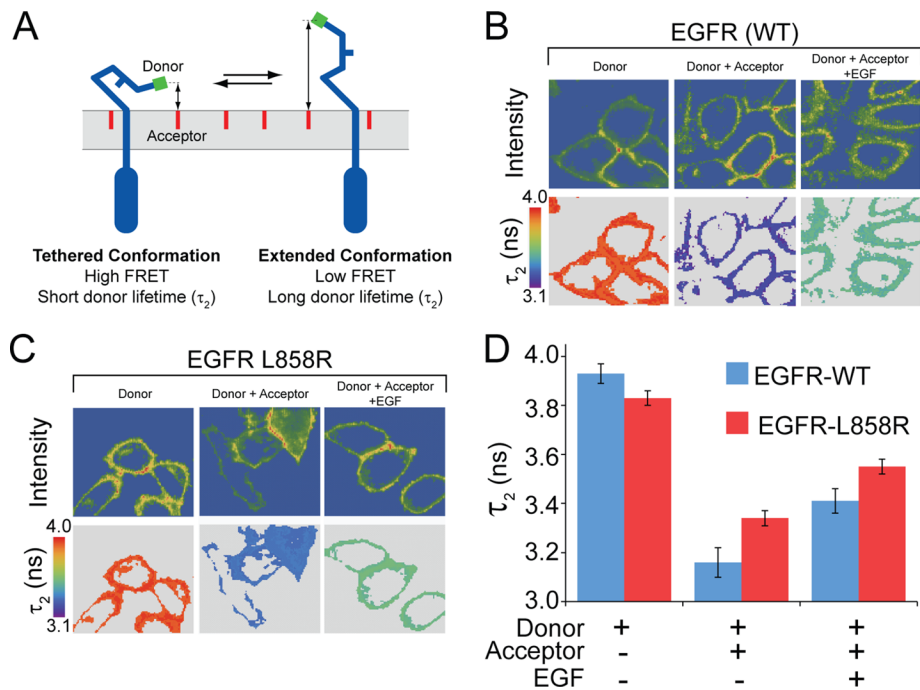 A
Donor
Acceptor
Tethered Conformation
High FRET
Short donor lifetime (τ2)
Extended Conformation
Low FRET
Long donor lifetime (τ2)
B
EGFR (WT)
Donor
Donor + Acceptor
Donor + Acceptor
+EGF
Intensity
4.0
τ2 (ns)
3.1
C
EGFR L858R
Donor
Donor + Acceptor
Donor + Acceptor
+EGF
Intensity
4.0
τ2 (ns)
3.1
D
4.0
3.8
3.6
3.4
3.2
3.0
τ2 (ns)
EGFR-WT
EGFR-L858R
Donor + + +
Acceptor - + +
EGF - - +